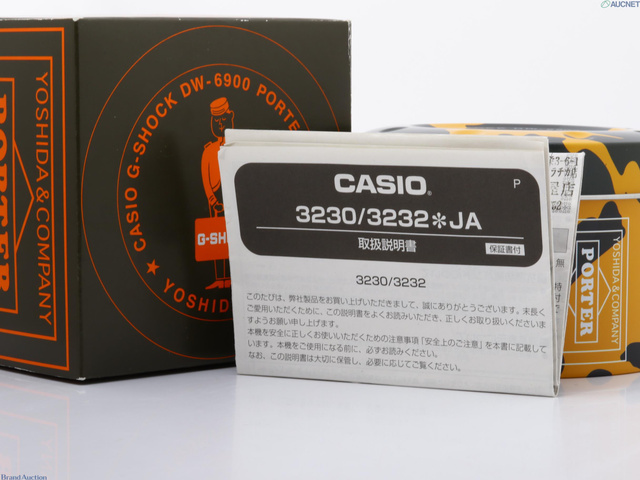 AUCNET
YOSHIDA & COMPANY
PORTER
CASIO G-SHOCK DW-6900 PORTE
G-SHO
★ YOSHID
CASIO®
P
3230/3232✻JA
取扱説明書
保証書付
3230/3232
このたびは、弊社製品をお買い上げいただきまして、誠にありがとうございます。末長く
ご愛用いただくために、この説明書をよくお読みいただき、正しくお取り扱いくださいま
すようお願い申し上げます。
本機を安全に正しくお使いいただくための注意事項「安全上のご注意」を本書に記載して
います。本機をご使用になる前に、必ずお読みください。
なお、この説明書は大切に保管し、必要に応じてご覧ください。
3-6-1
店
無
PORTER
YOSHIDA & COMPANY
BRAND AUCTION